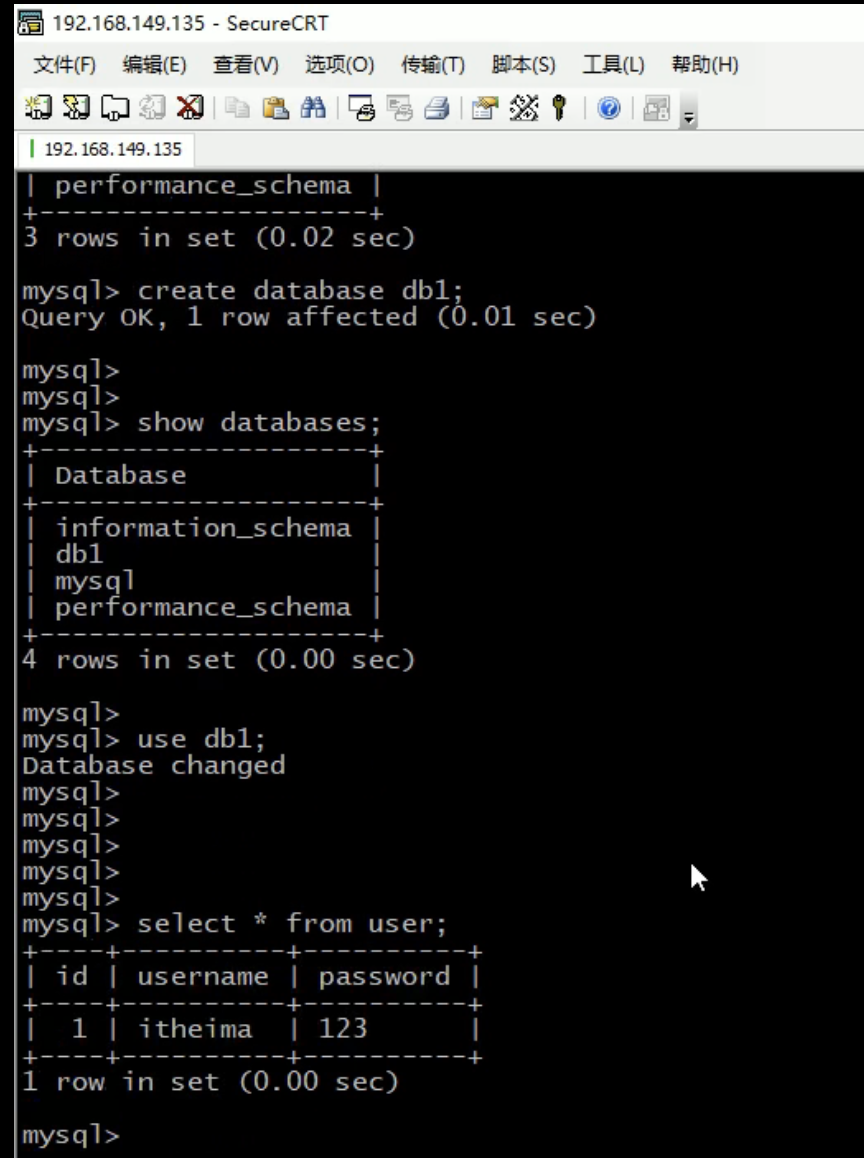 192.168.149.135 - SecureCRT
文件(F) 编辑(E) 查看(V) 选项(O) 传输(T) 脚本(S) 工具(L) 帮助(H)
192.168.149.135
| performance_schema |
+--------------------+
3 rows in set (0.02 sec)
mysql> create database db1;
Query OK, 1 row affected (0.01 sec)
mysql>
mysql>
mysql> show databases;
+--------------------+
| Database           |
+--------------------+
| information_schema |
| db1                |
| mysql              |
| performance_schema |
+--------------------+
4 rows in set (0.00 sec)
mysql>
mysql> use db1;
Database changed
mysql>
mysql>
mysql>
mysql>
mysql>
mysql> select * from user;
+----+----------+----------+
| id | username | password |
+----+----------+----------+
|  1 | itheima  | 123      |
+----+----------+----------+
1 row in set (0.00 sec)
mysql>